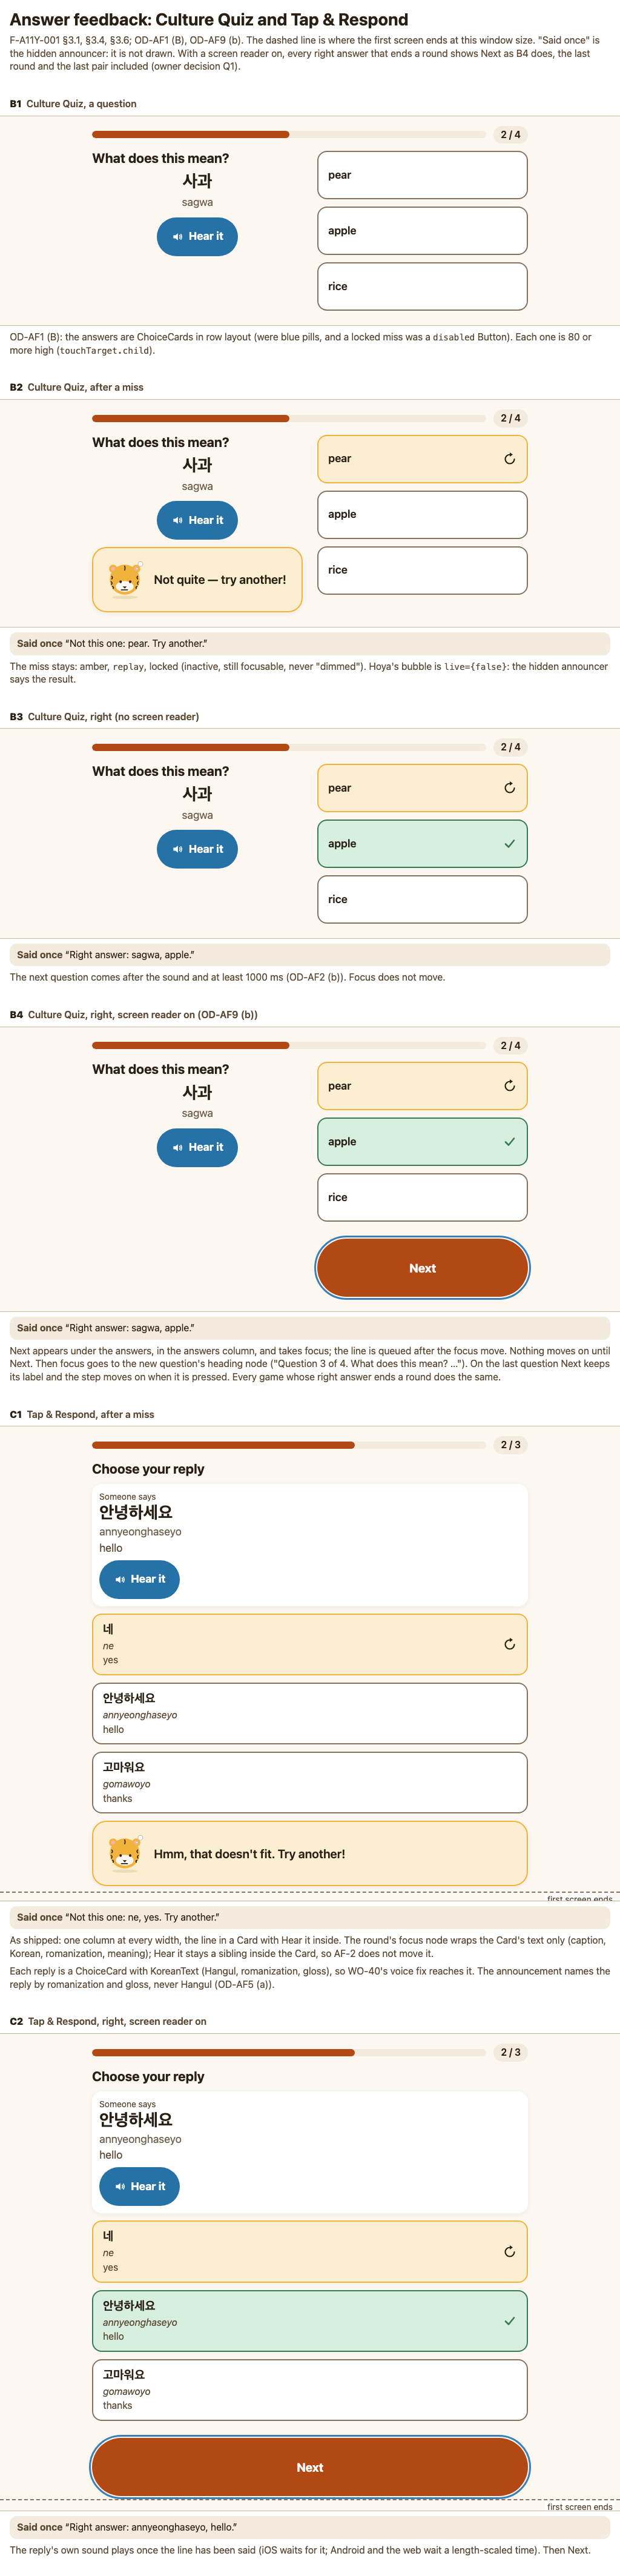 Answer feedback: Culture Quiz and Tap & Respond
F-A11Y-001 §3.1, §3.4, §3.6; OD-AF1 (B), OD-AF9 (b). The dashed line is where the first screen ends at this window size. "Said once" is
the hidden announcer: it is not drawn. With a screen reader on, every right answer that ends a round shows Next as B4 does, the last
round and the last pair included (owner decision Q1).
B1 Culture Quiz, a question
2 / 4
What does this mean?
사과
sagwa
Hear it
pear
apple
rice
OD-AF1 (B): the answers are ChoiceCards in row layout (were blue pills, and a locked miss was a disabled Button). Each one is 80 or
more high (touchTarget.child).
B2 Culture Quiz, after a miss
2 / 4
What does this mean?
사과
sagwa
Hear it
Not quite — try another!
pear
apple
rice
Said once “Not this one: pear. Try another.”
The miss stays: amber, replay, locked (inactive, still focusable, never "dimmed"). Hoya's bubble is live={false}: the hidden announcer
says the result.
B3 Culture Quiz, right (no screen reader)
2 / 4
What does this mean?
사과
sagwa
Hear it
pear
apple
rice
Said once “Right answer: sagwa, apple.”
The next question comes after the sound and at least 1000 ms (OD-AF2 (b)). Focus does not move.
B4 Culture Quiz, right, screen reader on (OD-AF9 (b))
2 / 4
What does this mean?
사과
sagwa
Hear it
pear
apple
rice
Next
Said once “Right answer: sagwa, apple.”
Next appears under the answers, in the answers column, and takes focus; the line is queued after the focus move. Nothing moves on until
Next. Then focus goes to the new question's heading node ("Question 3 of 4. What does this mean? …"). On the last question Next keeps
its label and the step moves on when it is pressed. Every game whose right answer ends a round does the same.
C1 Tap & Respond, after a miss
2 / 3
Choose your reply
Someone says
안녕하세요
annyeonghaseyo
hello
Hear it
네
ne
yes
안녕하세요
annyeonghaseyo
hello
고마워요
gomawoyo
thanks
Hmm, that doesn't fit. Try another!
first screen ends
Said once “Not this one: ne, yes. Try another.”
As shipped: one column at every width, the line in a Card with Hear it inside. The round's focus node wraps the Card's text only (caption,
Korean, romanization, meaning); Hear it stays a sibling inside the Card, so AF-2 does not move it.
Each reply is a ChoiceCard with KoreanText (Hangul, romanization, gloss), so WO-40's voice fix reaches it. The announcement names the
reply by romanization and gloss, never Hangul (OD-AF5 (a)).
C2 Tap & Respond, right, screen reader on
2 / 3
Choose your reply
Someone says
안녕하세요
annyeonghaseyo
hello
Hear it
네
ne
yes
안녕하세요
annyeonghaseyo
hello
고마워요
gomawoyo
thanks
Next
first screen ends
Said once “Right answer: annyeonghaseyo, hello.”
The reply's own sound plays once the line has been said (iOS waits for it; Android and the web wait a length-scaled time). Then Next.